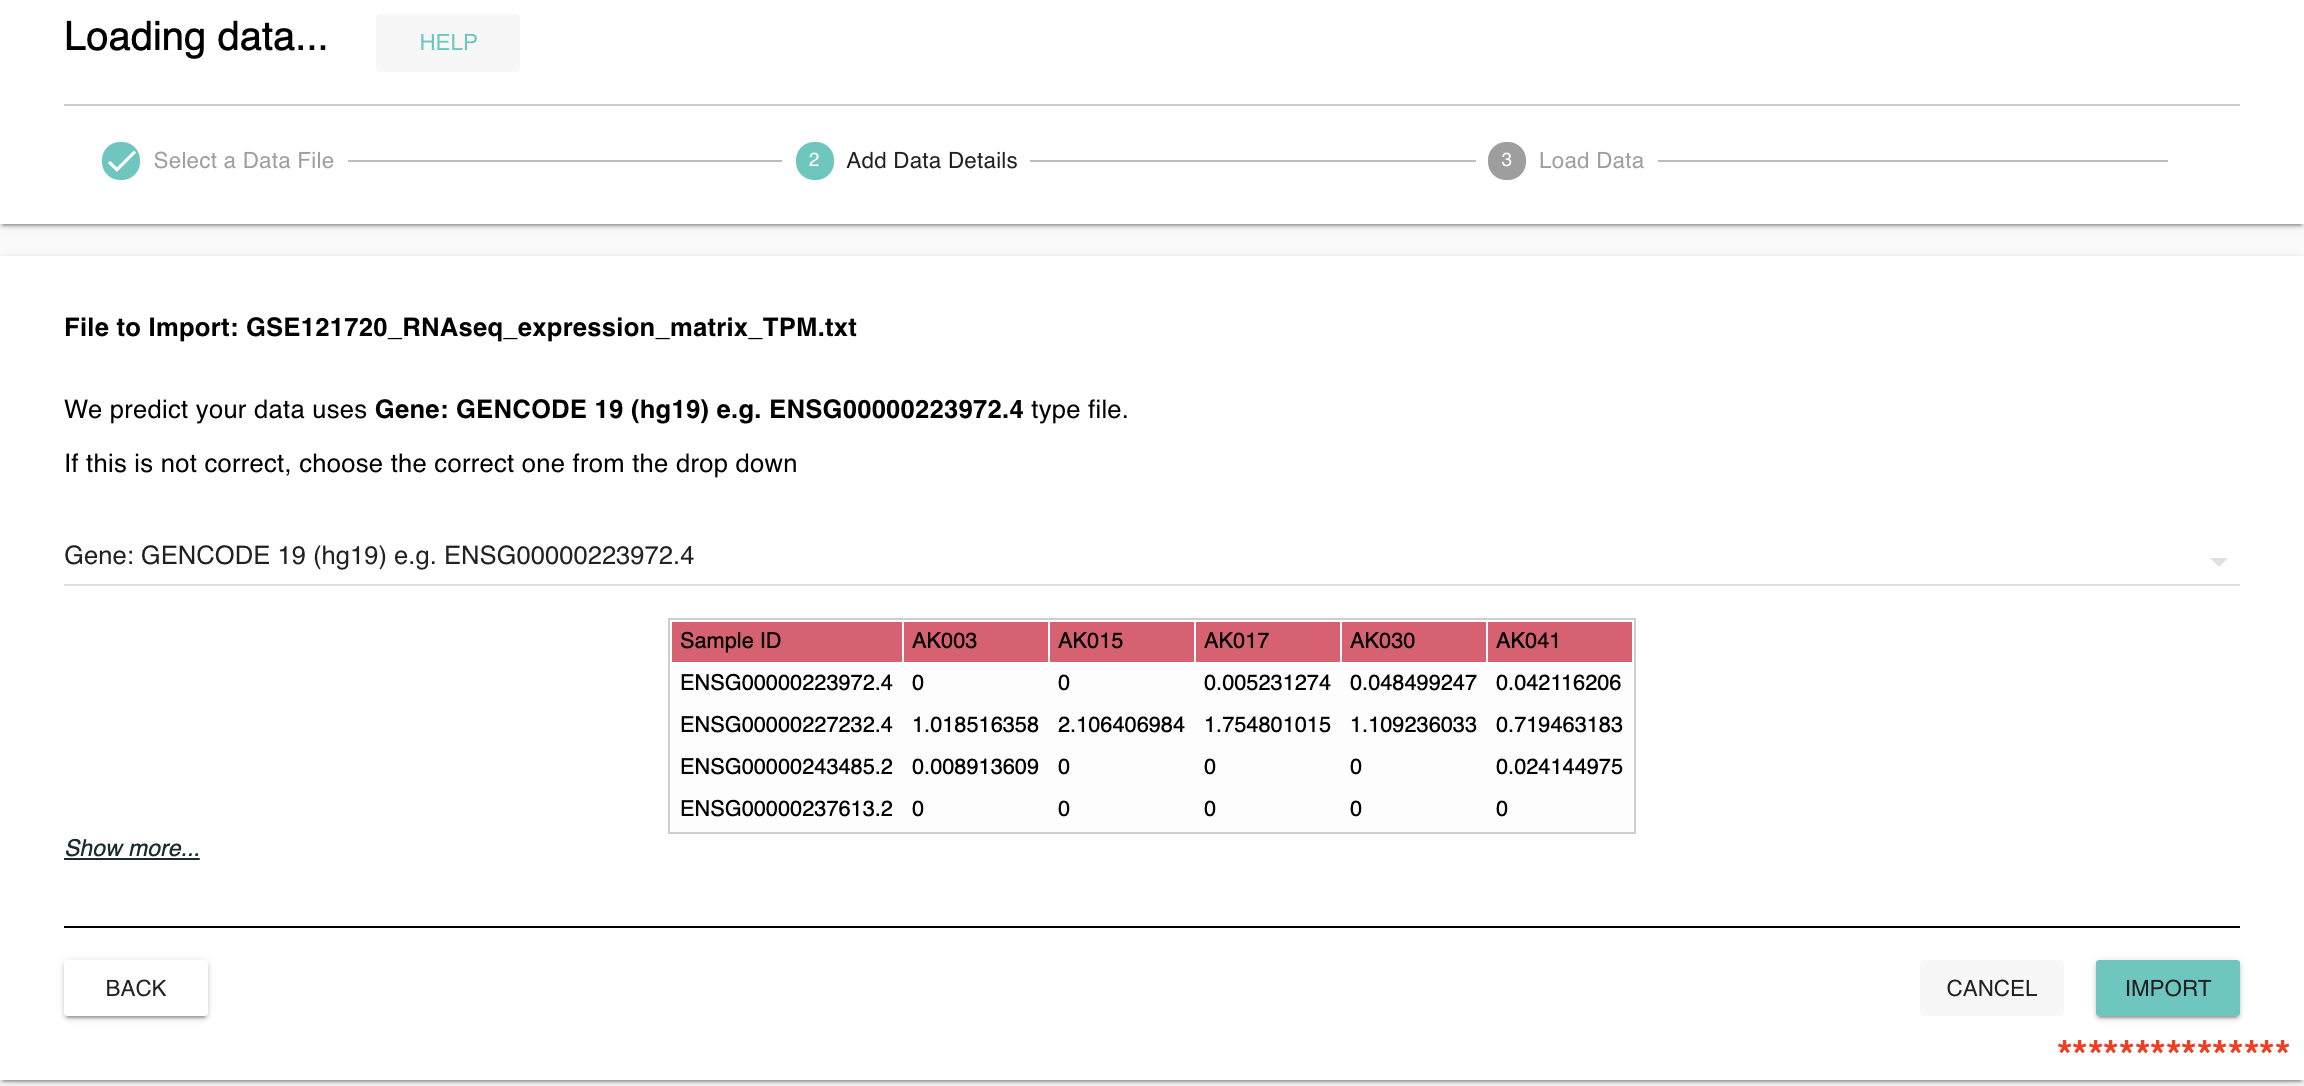 Loading data... HELP
Select a Data File 2 Add Data Details 3 Load Data
File to Import: GSE121720_RNAseq_expression_matrix_TPM.txt
We predict your data uses Gene: GENCODE 19 (hg19) e.g. ENSG00000223972.4 type file.
If this is not correct, choose the correct one from the drop down
Gene: GENCODE 19 (hg19) e.g. ENSG00000223972.4
Sample ID AK003 AK015 AK017 AK030 AK041
ENSG00000223972.4 0 0 0.005231274 0.048499247 0.042116206
ENSG00000227232.4 1.018516358 2.106406984 1.754801015 1.109236033 0.719463183
ENSG00000243485.2 0.008913609 0 0 0 0.024144975
ENSG00000237613.2 0 0 0 0 0
Show more...
BACK CANCEL IMPORT
***************